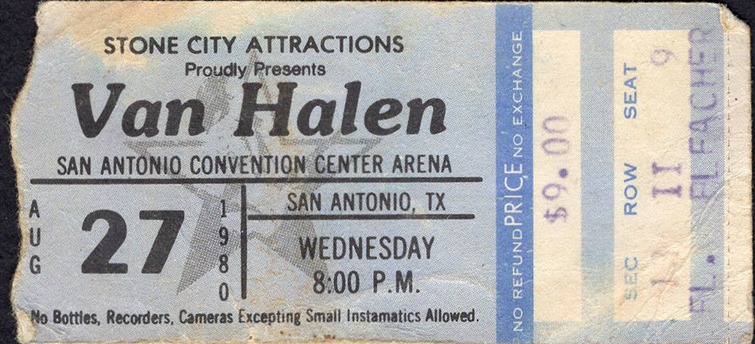 STONE CITY ATTRACTIONS
Proudly Presents
Van Halen
SAN ANTONIO CONVENTION CENTER ARENA
AUG 27 1980
SAN ANTONIO, TX
WEDNESDAY
8:00 P.M.
No Bottles, Recorders, Cameras Excepting Small Instamatics Allowed.
NO REFUND PRICE NO EXCHANGE
$9.00
SEC ROW SEAT
II 9
FL.